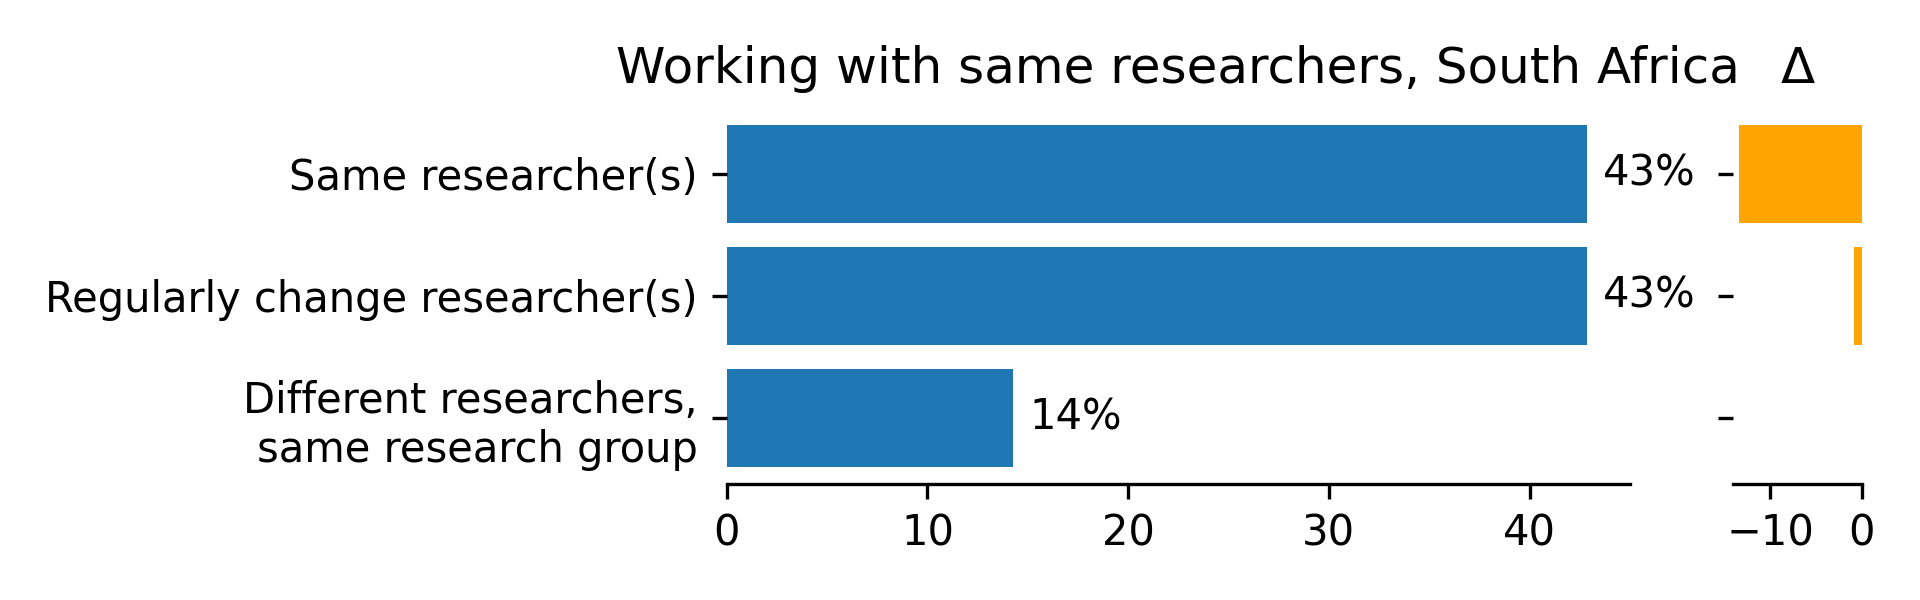 Working with same researchers, South Africa Δ
Same researcher(s) 43%
Regularly change researcher(s) 43%
Different researchers,
same research group
14%
0 10 20 30 40 −10 0